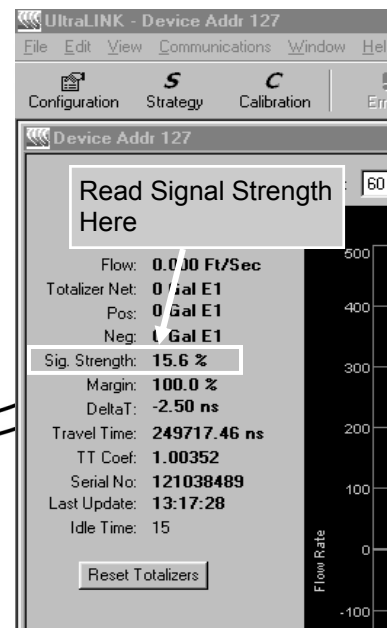 UltraLINK - Device Addr 127
File Edit View Communications Window Hel
Configuration Strategy Calibration Err
Device Addr 127
Read Signal Strength
Here
60
Flow: 0.000 Ft/Sec
Totalizer Net: 0 Gal E1
Pos: 0 Gal E1
Neg: 0 Gal E1
Sig. Strength: 15.6 %
Margin: 100.0 %
DeltaT: -2.50 ns
Travel Time: 249717.46 ns
TT Coef: 1.00352
Serial No: 121038489
Last Update: 13:17:28
Idle Time: 15
Reset Totalizers
500
400
300
200
100
0
-100
Flow Rate